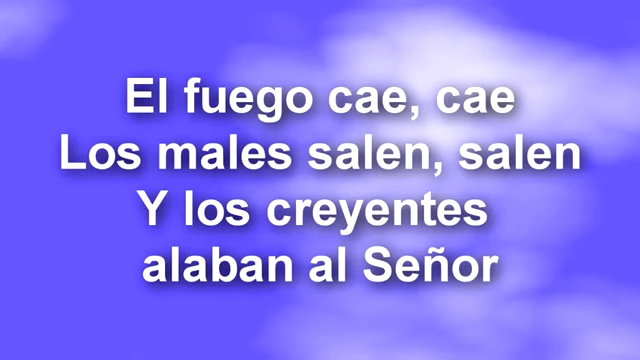 El fuego cae, cae
Los males salen, salen
Y los creyentes
alaban al Señor